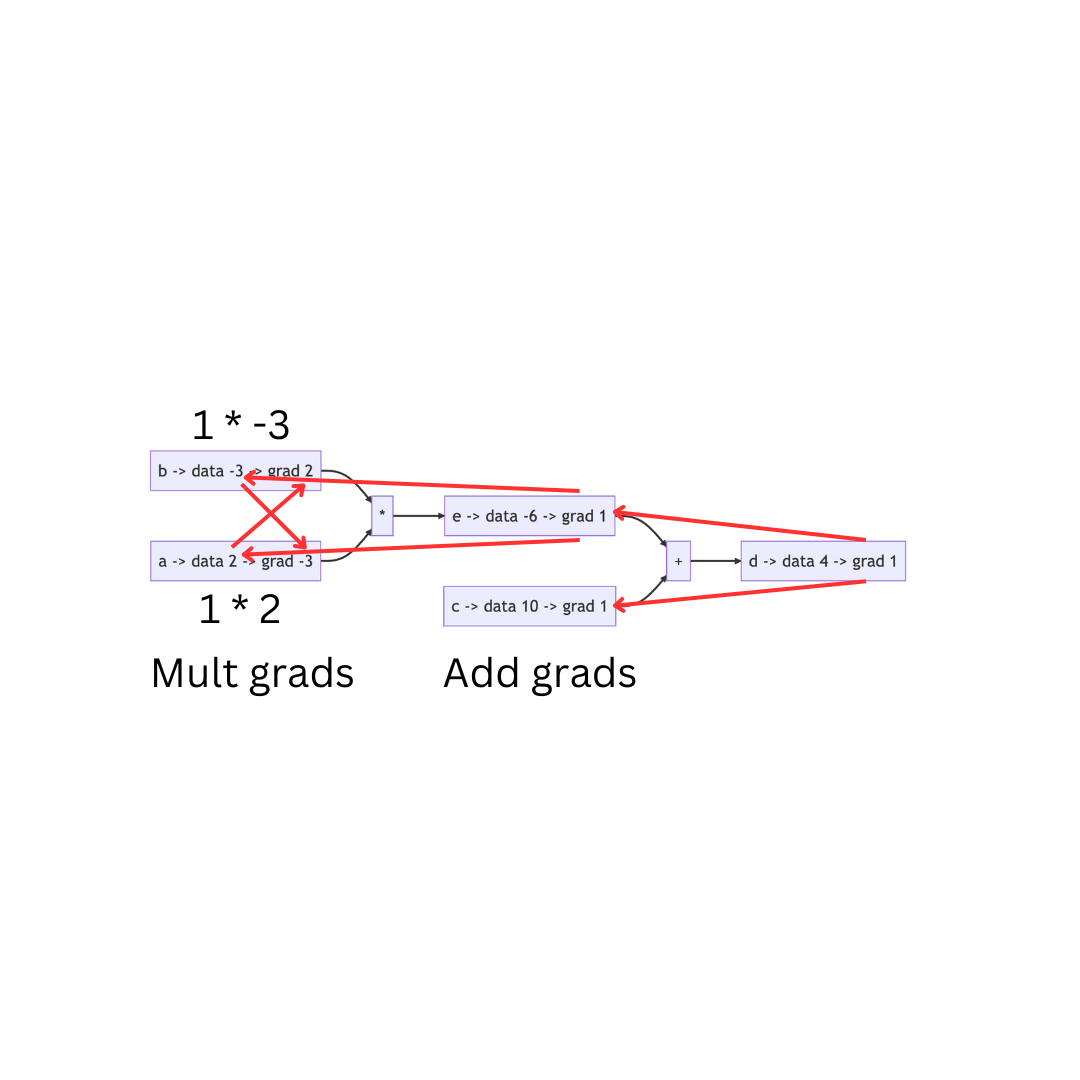 1 * -3
b -> data -3 -> grad 2
*
e -> data -6 -> grad 1
a -> data 2 -> grad -3
+
d -> data 4 -> grad 1
c -> data 10 -> grad 1
1 * 2
Mult grads
Add grads